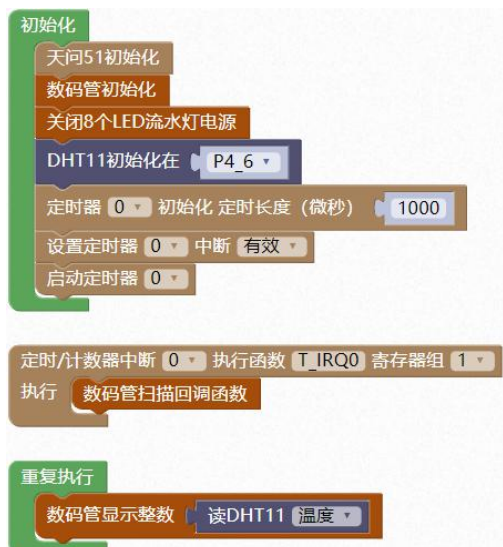 初始化
天问51初始化
数码管初始化
关闭8个LED流水灯电源
DHT11初始化在 P4_6
定时器 0 初始化 定时长度（微秒） 1000
设置定时器 0 中断 有效
启动定时器 0
定时/计数器中断 0 执行函数 T_IRQ0 寄存器组 1
执行 数码管扫描回调函数
重复执行
数码管显示整数 读DHT11 温度